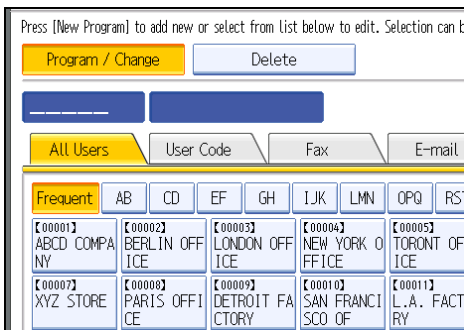 Press [New Program] to add new or select from list below to edit. Selection can b
Program / Change Delete
_ _ _ _ _
All Users User Code Fax E-mail
Frequent AB CD EF GH IJK LMN OPQ RST
【00001】 【00002】 【00003】 【00004】 【00005】
ABCD COMPA BERLIN OFF LONDON OFF NEW YORK O TORONT OF
NY ICE ICE FFICE ICE
【00007】 【00008】 【00009】 【00010】 【00011】
XYZ STORE PARIS OFFI DETROIT FA SAN FRANCI L.A. FACT
CE CTORY SCO OF RY